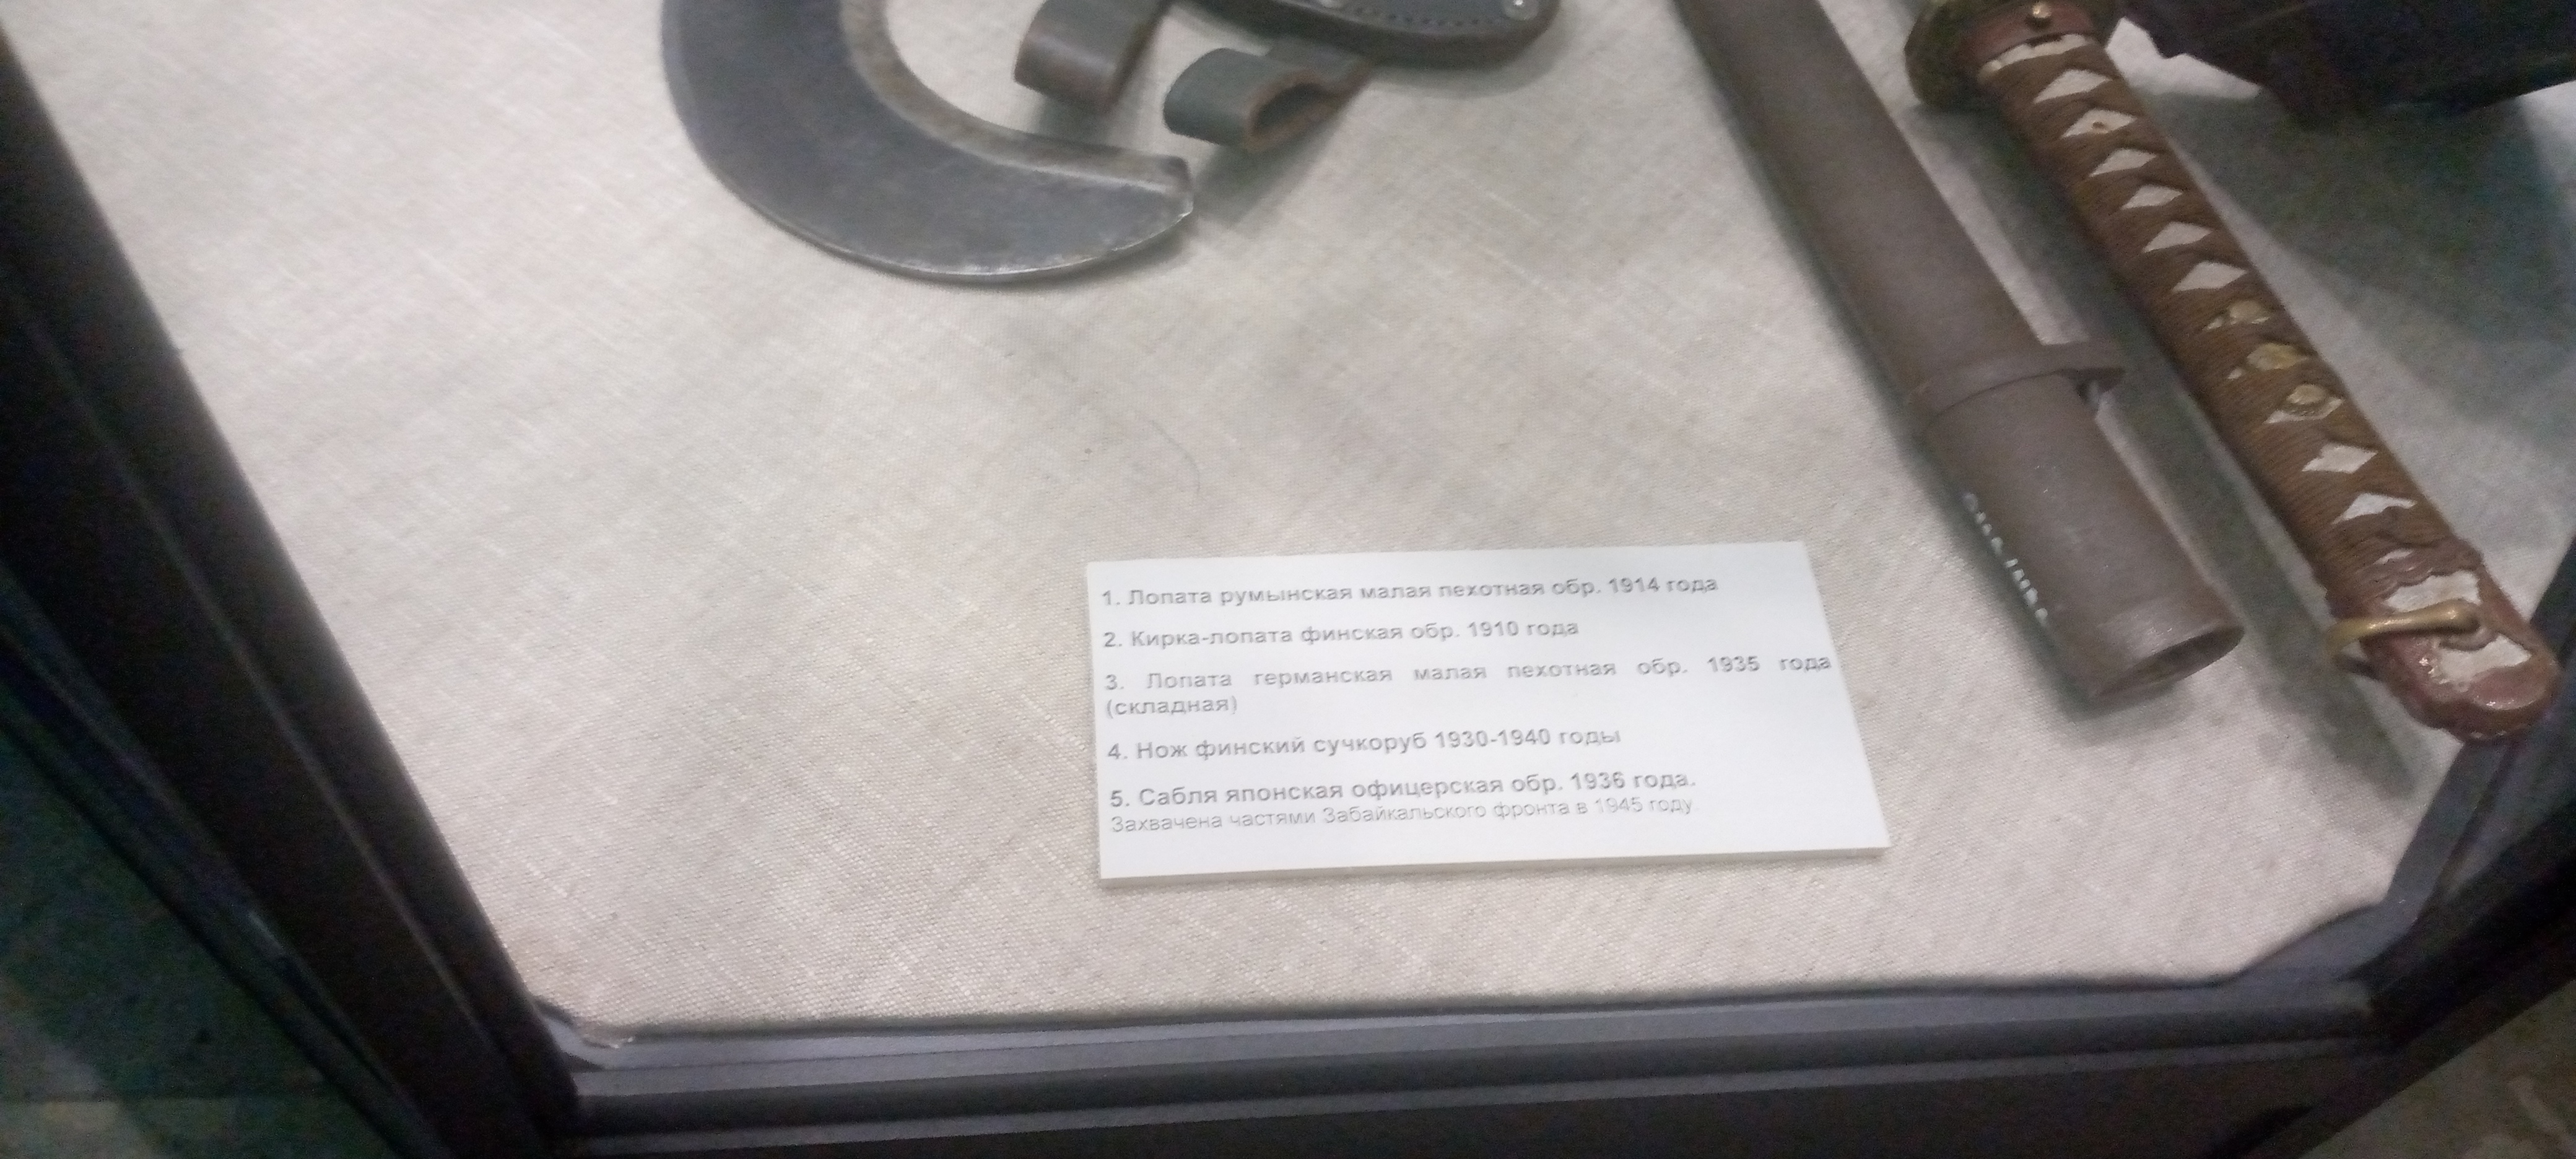 1. Лопата румынская малая пехотная обр. 1914 года
2. Кирка-лопата финская обр. 1910 года
3. Лопата германская малая пехотная обр. 1935 года
(складная)
4. Нож финский сучкоруб 1930-1940 годы
5. Сабля японская офицерская обр. 1936 года.
Захвачена частями Забайкальского фронта в 1945 году.